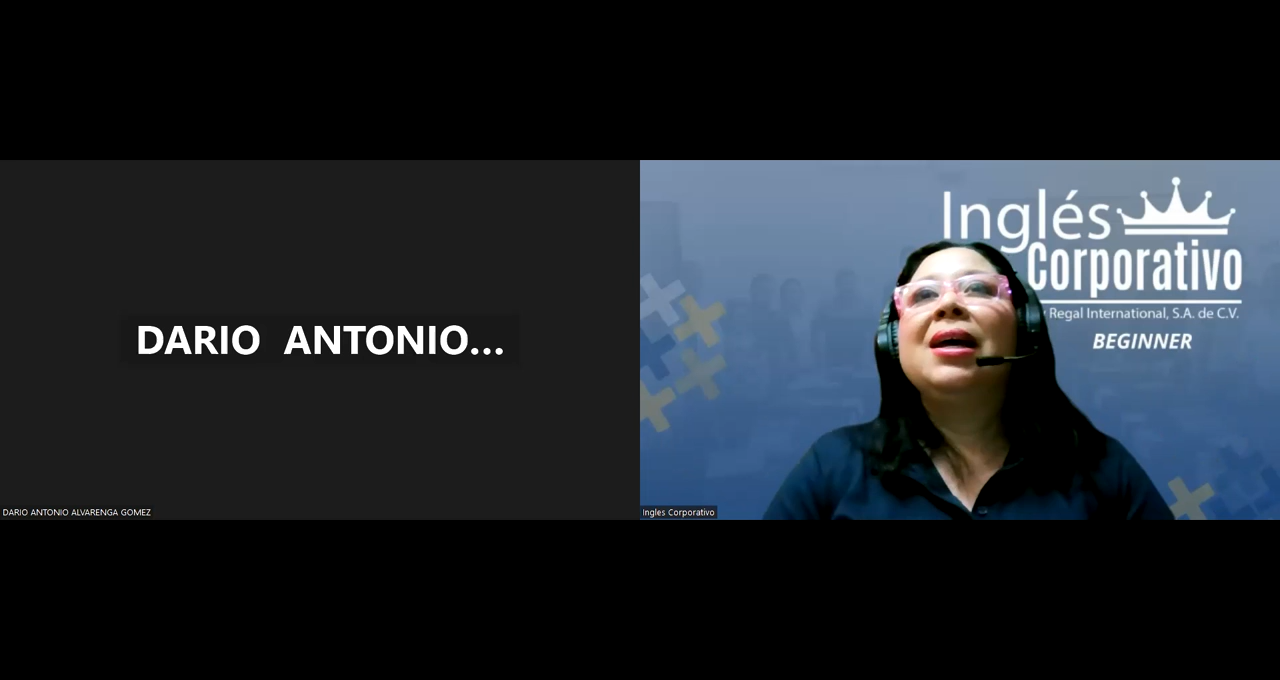 DARIO ANTONIO...
DARIO ANTONIO ALVARENGA GOMEZ
Inglés
Corporativo
y Regal International, S.A. de C.V.
BEGINNER
Ingles Corporativo